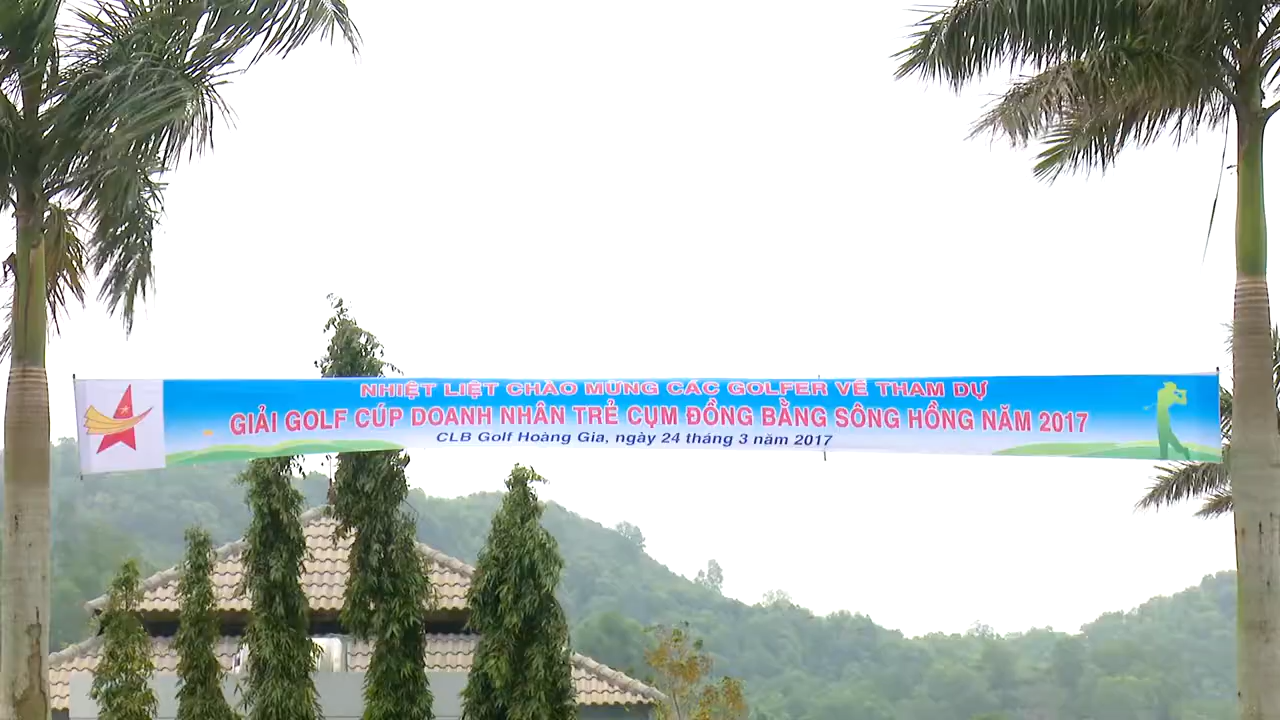 NHIỆT LIỆT CHÀO MỪNG CÁC GOLFER VỀ THAM DỰ
GIẢI GOLF CÚP DOANH NHÂN TRẺ CỤM ĐỒNG BẰNG SÔNG HỒNG NĂM 2017
CLB Golf Hoàng Gia, ngày 24 tháng 3 năm 2017